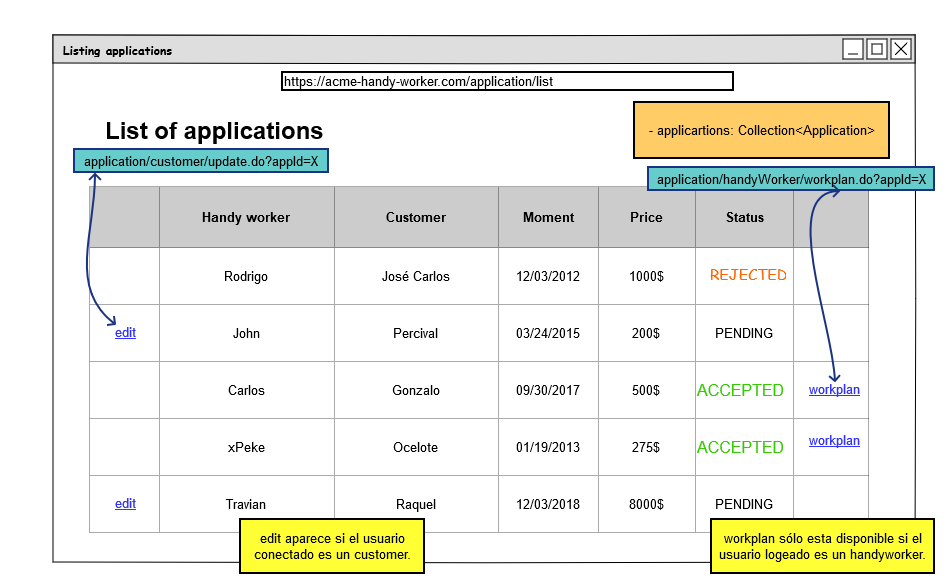 Listing applications
https://acme-handy-worker.com/application/list
List of applications
- applicartions: Collection<Application>
application/customer/update.do?appId=X
application/handyWorker/workplan.do?appId=X
Handy worker Customer Moment Price Status
Rodrigo José Carlos 12/03/2012 1000$ REJECTED
edit John Percival 03/24/2015 200$ PENDING
Carlos Gonzalo 09/30/2017 500$ ACCEPTED workplan
xPeke Ocelote 01/19/2013 275$ ACCEPTED workplan
edit Travian Raquel 12/03/2018 8000$ PENDING
edit aparece si el usuario
conectado es un customer.
workplan sólo esta disponible si el
usuario logeado es un handyworker.